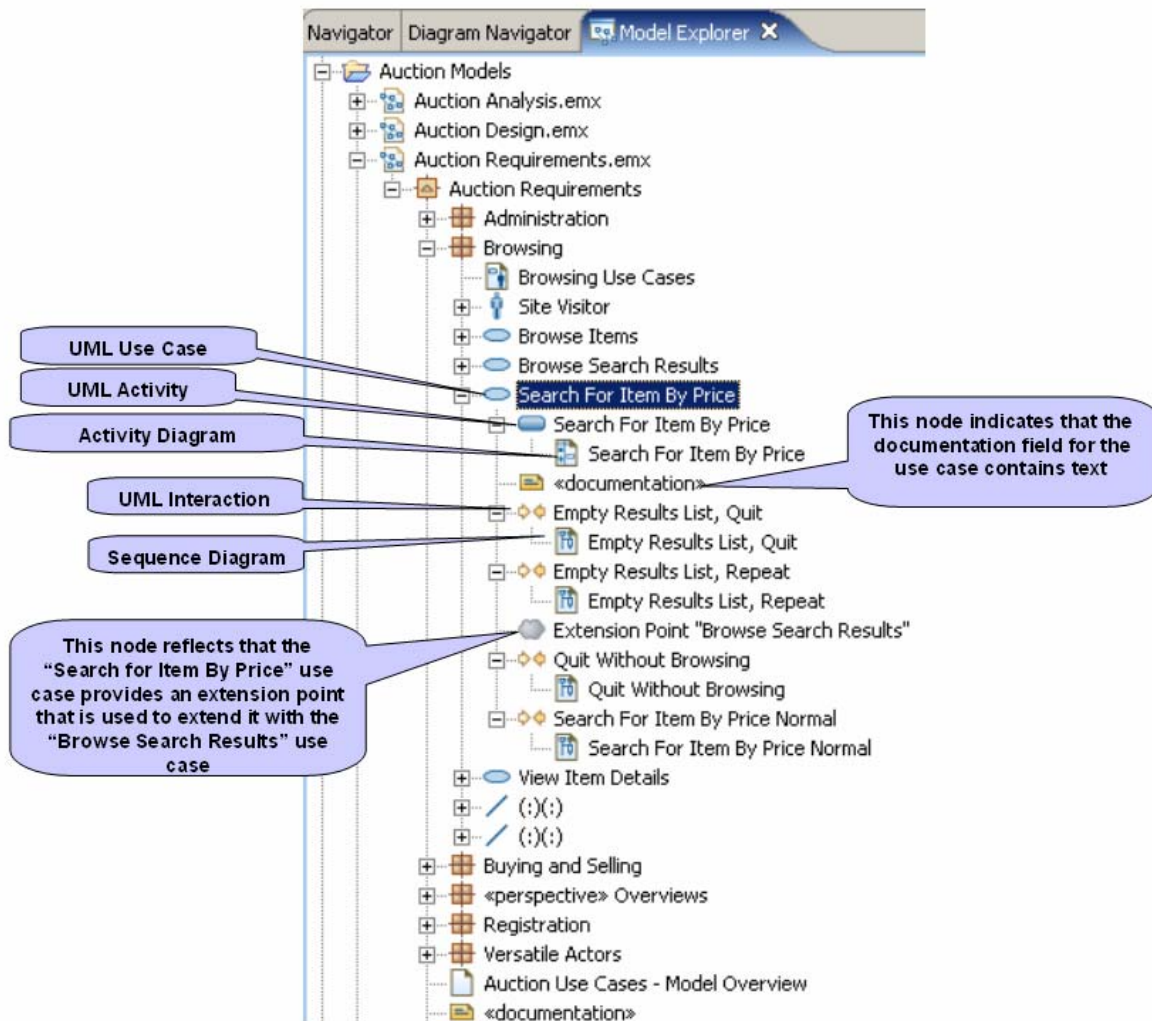 Navigator
Diagram Navigator
Model Explorer
Auction Models
Auction Analysis.emx
Auction Design.emx
Auction Requirements.emx
Auction Requirements
Administration
Browsing
Browsing Use Cases
Site Visitor
Browse Items
Browse Search Results
Search For Item By Price
Search For Item By Price
Search For Item By Price
«documentation»
Empty Results List, Quit
Empty Results List, Quit
Empty Results List, Repeat
Empty Results List, Repeat
Extension Point "Browse Search Results"
Quit Without Browsing
Quit Without Browsing
Search For Item By Price Normal
Search For Item By Price Normal
View Item Details
(:)(:)
(:)(:)
Buying and Selling
«perspective» Overviews
Registration
Versatile Actors
Auction Use Cases - Model Overview
«documentation»
UML Use Case
UML Activity
Activity Diagram
UML Interaction
Sequence Diagram
This node reflects that the
“Search for Item By Price” use
case provides an extension point
that is used to extend it with the
“Browse Search Results” use
case
This node indicates that the
documentation field for the
use case contains text